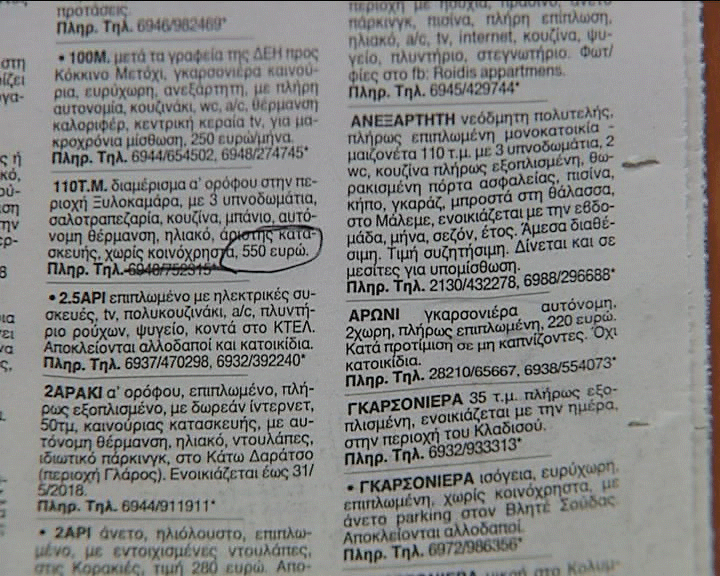 προτάσεις.
Πληρ. Τηλ. 6946/982469*
• 100Μ. μετά τα γραφεία της ΔΕΗ προς
Κόκκινο Μετόχι, γκαρσονιέρα καινού-
ρια, ευρύχωρη, ανεξάρτητη, με πλήρη
αυτονομία, κουζινάκι, wc, a/c, θέρμανση
καλοριφέρ, κεντρική κεραία tv, για μα-
κροχρόνια μίσθωση, 250 ευρώ/μήνα.
Πληρ. Τηλ. 6944/654502, 6948/274745*
110Τ.Μ. διαμέρισμα α' ορόφου στην πε-
ριοχή Ξυλοκαμάρα, με 3 υπνοδωμάτια,
σαλοτραπεζαρία, κουζίνα, μπάνιο, αυτό-
νομη θέρμανση, ηλιακό, άριστης κατα-
σκευής, χωρίς κοινόχρηστα, 550 ευρώ.
Πληρ. Τηλ. 6948/752315*
• 2.5ΑΡΙ επιπλωμένο με ηλεκτρικές συ-
σκευές, tv, πολυκουζινάκι, a/c, πλυντή-
ριο ρούχων, ψυγείο, κοντά στο ΚΤΕΛ.
Αποκλείονται αλλοδαποί και κατοικίδια.
Πληρ. Τηλ. 6937/470298, 6932/392240*
2ΑΡΑΚΙ α' ορόφου, επιπλωμένο, πλή-
ρως εξοπλισμένο, με δωρεάν ίντερνετ,
50τμ, καινούριας κατασκευής, με αυ-
τόνομη θέρμανση, ηλιακό, ντουλάπες,
ιδιωτικό πάρκινγκ, στο Κάτω Δαράτσο
(περιοχή Γλάρος). Ενοικιάζεται έως 31/
5/2018.
Πληρ. Τηλ. 6944/911911*
• 2ΑΡΙ άνετο, ηλιόλουστο, επιπλω-
μένο, με εντοιχισμένες ντουλάπες,
στις Κορακιές, τιμή 280 ευρώ. Απο-
περιοχή με ησυχία, πράσινο, άνετο
πάρκινγκ, πισίνα, πλήρη επίπλωση,
ηλιακό, a/c, tv, internet, κουζίνα, ψυ-
γείο, πλυντήριο, στεγνωτήριο. Φωτ/
φίες στο fb: Roidis appartmens.
Πληρ. Τηλ. 6945/429744*
ΑΝΕΞΑΡΤΗΤΗ νεόδμητη πολυτελής,
πλήρως επιπλωμένη μονοκατοικία -
μαιζονέτα 110 τ.μ. με 3 υπνοδωμάτια, 2
wc, κουζίνα πλήρως εξοπλισμένη, θω-
ρακισμένη πόρτα ασφαλείας, πισίνα,
κήπο, γκαράζ, μπροστά στη θάλασσα,
στο Μάλεμε, ενοικιάζεται με την εβδο-
μάδα, μήνα, σεζόν, έτος. Άμεσα διαθέ-
σιμη. Τιμή συζητήσιμη. Δίνεται και σε
μεσίτες για υπομίσθωση.
Πληρ. Τηλ. 2130/432278, 6988/296688*
ΑΡΩΝΙ γκαρσονιέρα αυτόνομη,
2χωρη, πλήρως επιπλωμένη, 220 ευρώ.
Κατά προτίμιση σε μη καπνίζοντες. Όχι
κατοικίδια.
Πληρ. Τηλ. 28210/65667, 6938/554073*
ΓΚΑΡΣΟΝΙΕΡΑ 35 τ.μ. πλήρως εξο-
πλισμένη, ενοικιάζεται με την ημέρα,
στην περιοχή του Κλαδισού.
Πληρ. Τηλ. 6932/933313*
• ΓΚΑΡΣΟΝΙΕΡΑ ισόγεια, ευρύχωρη,
επιπλωμένη, χωρίς κοινόχρηστα, με
άνετο parking στον Βλητέ Σούδας.
Αποκλείονται αλλοδαποί.
Πληρ. Τηλ. 6972/986356*